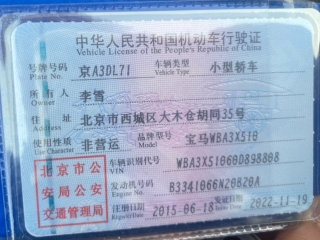 中华人民共和国机动车行驶证
Vehicle License of the People's Republic of China
号牌号码 京A3DL71 车辆类型 小型轿车
Plate No. Vehicle Type
所有人 李雪
Owner
住址 北京市西城区大木仓胡同35号
Address
使用性质 非营运 品牌型号 宝马WBA3X510
Use Character Model
北京市公安局公安交通管理局
车辆识别代号 WBA3X510600898808
VIN
发动机号码 B3341066N20B20A
Engine No.
注册日期 2015-06-18 2022-11-19
Register Date Issue Date